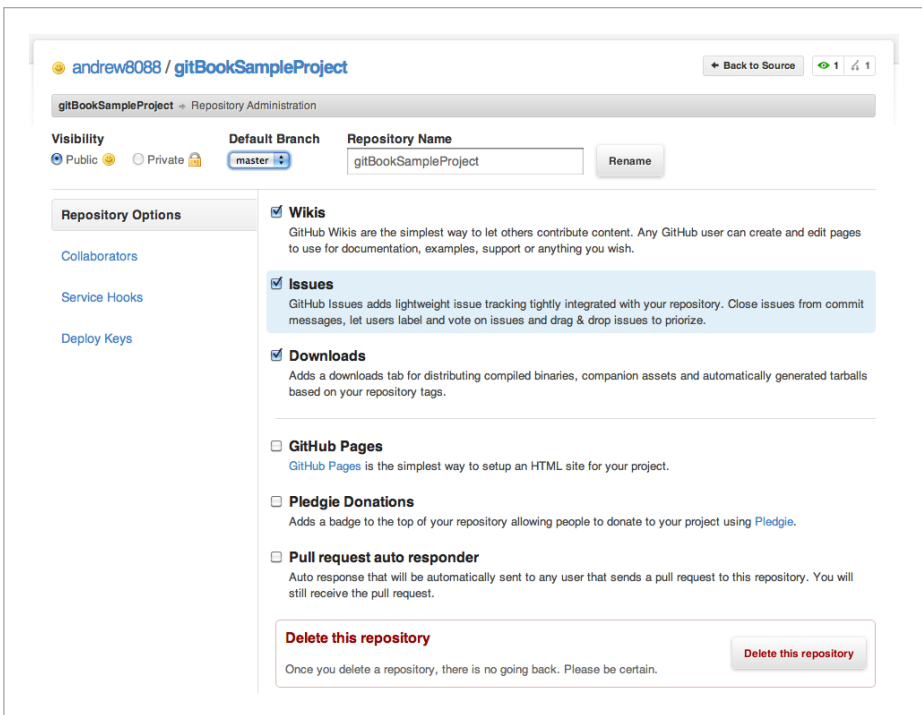 andrew8088 / gitBookSampleProject
Back to Source
1
1
gitBookSampleProject → Repository Administration
Visibility
Public
Private
Default Branch
master
Repository Name
gitBookSampleProject
Rename
Repository Options
Collaborators
Service Hooks
Deploy Keys
Wikis
GitHub Wikis are the simplest way to let others contribute content. Any GitHub user can create and edit pages
to use for documentation, examples, support or anything you wish.
Issues
GitHub Issues adds lightweight issue tracking tightly integrated with your repository. Close issues from commit
messages, let users label and vote on issues and drag & drop issues to priorize.
Downloads
Adds a downloads tab for distributing compiled binaries, companion assets and automatically generated tarballs
based on your repository tags.
GitHub Pages
GitHub Pages is the simplest way to setup an HTML site for your project.
Pledgie Donations
Adds a badge to the top of your repository allowing people to donate to your project using Pledgie.
Pull request auto responder
Auto response that will be automatically sent to any user that sends a pull request to this repository. You will
still receive the pull request.
Delete this repository
Once you delete a repository, there is no going back. Please be certain.
Delete this repository